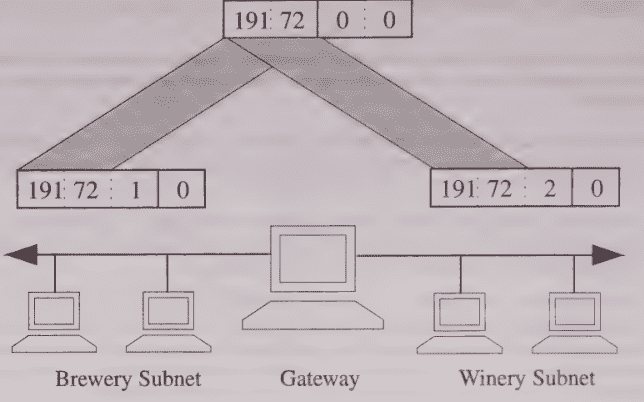 191 72 0 0
191 72 1 0
191 72 2 0
Brewery Subnet
Gateway
Winery Subnet